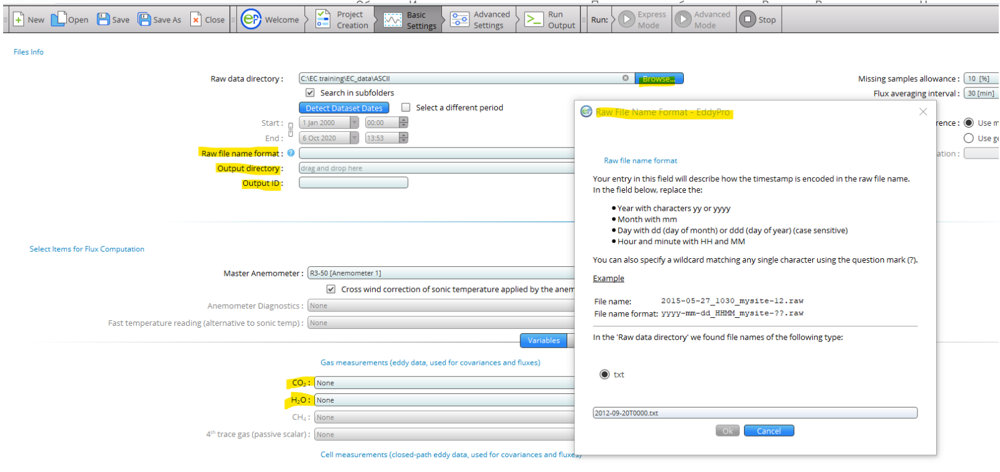 New Open Save Save As Close Welcome Project Creation Basic Settings Advanced Settings Run Output Run: Express Mode Advanced Mode Stop
Files Info
Raw data directory : C:\EC training\EC_data\ASCII Browse...
Missing samples allowance : 10 [%]
Search in subfolders
Flux averaging interval : 30 [min]
Detect Dataset Dates Select a different period
Start : 1 Jan 2000 00:00
rence : Use m
End : 6 Oct 2020 13:53
Use ge
Raw file name format : ?
ation :
Output directory : drag and drop here
Output ID :
Select Items for Flux Computation
Master Anemometer : R3-50 [Anemometer 1]
Cross wind correction of sonic temperature applied by the anem
Anemometer Diagnostics : None
Fast temperature reading (alternative to sonic temp) : None
Variables
Gas measurements (eddy data, used for covariances and fluxes)
CO₂ : None
H₂O : None
CH₄ : None
4th trace gas (passive scalar) : None
Cell measurements (closed-path eddy data, used for covariances and fluxes)
Raw File Name Format - EddyPro
Raw file name format
Your entry in this field will describe how the timestamp is encoded in the raw file name.
In the field below, replace the:
• Year with characters yy or yyyy
• Month with mm
• Day with dd (day of month) or ddd (day of year) (case sensitive)
• Hour and minute with HH and MM
You can also specify a wildcard matching any single character using the question mark (?).
Example
File name: 2015-05-27_1030_mysite-12.raw
File name format: yyyy-mm-dd_HHMM_mysite-??.raw
In the 'Raw data directory' we found file names of the following type:
txt
2012-09-20T0000.txt
Ok Cancel